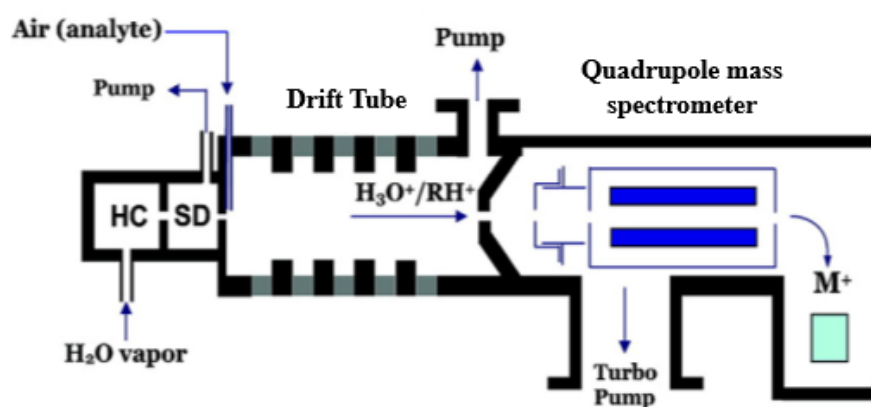 Air (analyte)
Pump
Drift Tube
Pump
Quadrupole mass
spectrometer
HC
SD
H₃O⁺/RH⁺
H₂O vapor
M⁺
Turbo
Pump